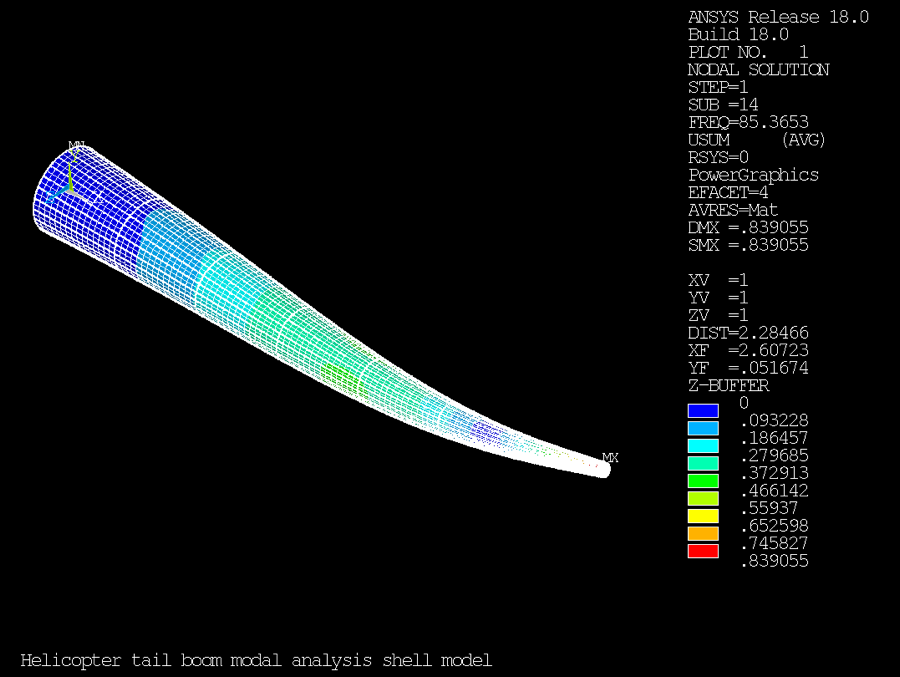 ANSYS Release 18.0
Build 18.0
PLOT NO.   1
NODAL SOLUTION
STEP=1
SUB =14
FREQ=85.3653
USUM     (AVG)
RSYS=0
PowerGraphics
EFACET=4
AVRES=Mat
DMX =.839055
SMX =.839055
XV  =1
YV  =1
ZV  =1
DIST=2.28466
XF  =2.60723
YF  =.051674
Z-BUFFER
0
.093228
.186457
.279685
.372913
.466142
.55937
.652598
.745827
.839055
MN
MX
Helicopter tail boom modal analysis shell model